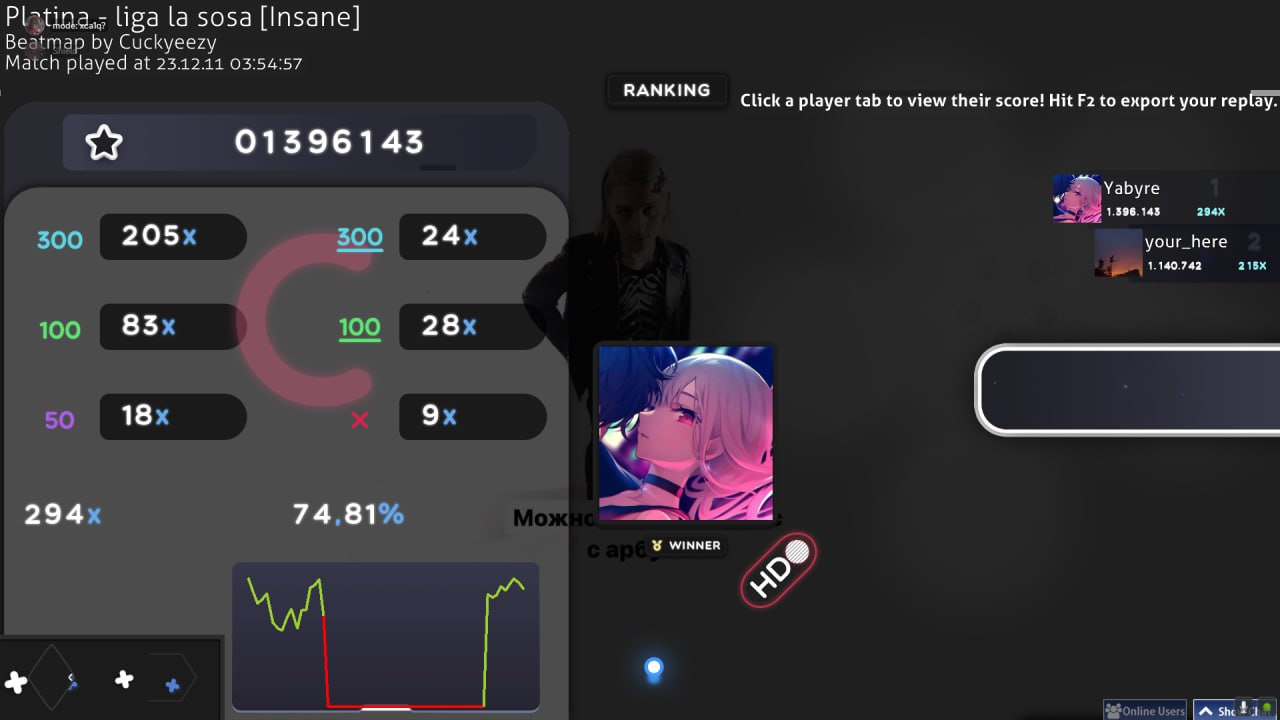 Platina - liga la sosa [Insane]
mode: xca1q?
Beatmap by Cuckyeezy
Match played at 23.12.11 03:54:57
RANKING
Click a player tab to view their score! Hit F2 to export your replay.
01396143
Yabyre 1
1.396.143 294X
your_here 2
1.140.742 215X
300 205x 300 24x
100 83x 100 28x
50 18x 9x
294x 74,81%
Можно
с
с арбу
WINNER
HD
Online Users